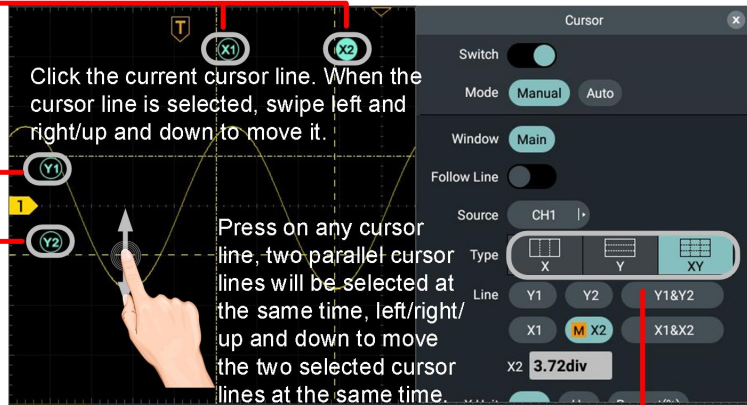 Cursor
x
T
X1
X2
Switch
Click the current cursor line. When the
cursor line is selected, swipe left and
right/up and down to move it.
Mode Manual Auto
Window Main
Y1
Follow Line
1
Source CH1
Y2
Press on any cursor
line, two parallel cursor
lines will be selected at
the same time, left/right/
up and down to move
the two selected cursor
lines at the same time.
Type X Y XY
Line Y1 Y2 Y1&Y2
X1 M X2 X1&X2
X2 3.72div